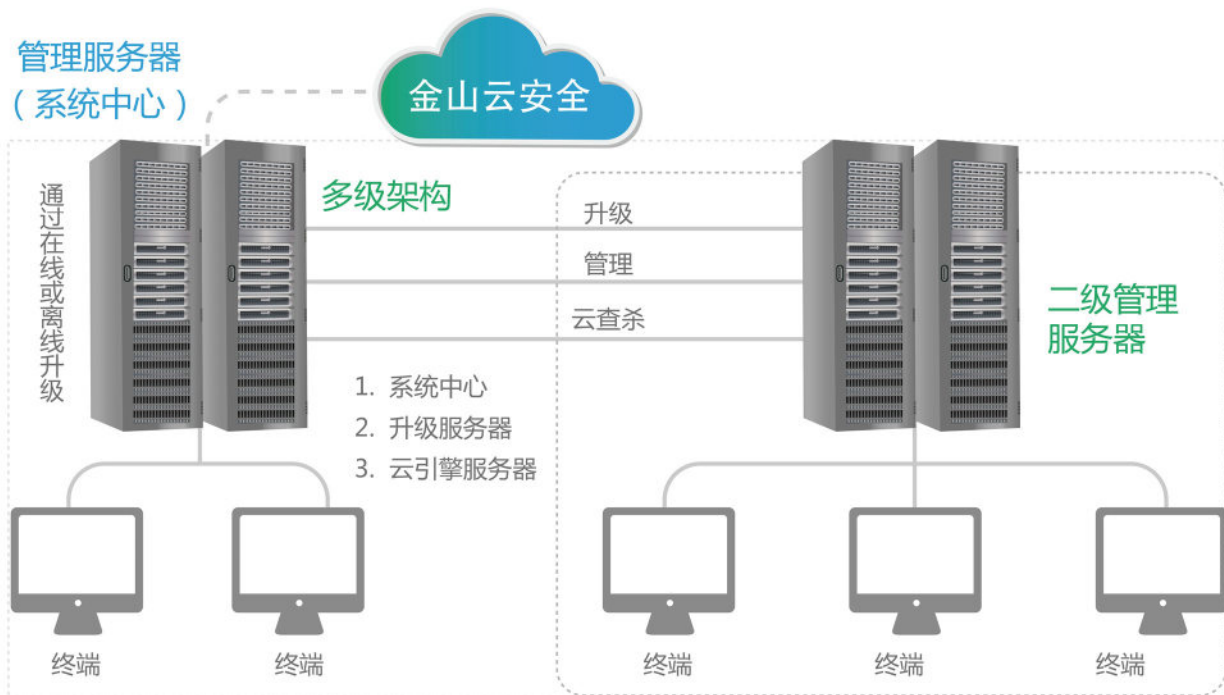 管理服务器
（系统中心）
金山云安全
通过在线或离线升级
多级架构
升级
管理
云查杀
二级管理
服务器
1. 系统中心
2. 升级服务器
3. 云引擎服务器
终端
终端
终端
终端
终端